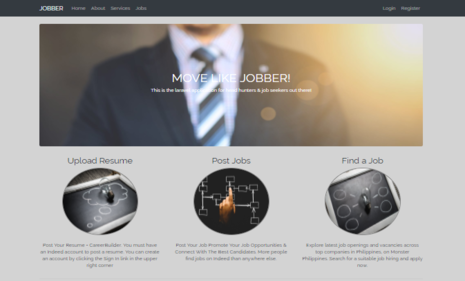 JOBBER Home About Services Jobs Login Register
MOVE LIKE JOBBER!
This is the laravel application for head hunters & job seekers out there!
Upload Resume
Post Your Resume - CareerBuilder. You must have
an Indeed account to post a resume. You can create
an account by clicking the Sign in link in the upper
right corner.
Post Jobs
Post Your Job Promote Your Job Opportunities &
Connect With The Best Candidates. More people
find jobs on Indeed than anywhere else.
Find a Job
Explore latest job openings and vacancies across
top companies in Philippines, on Monster
Philippines. Search for a suitable job hiring and apply
now.